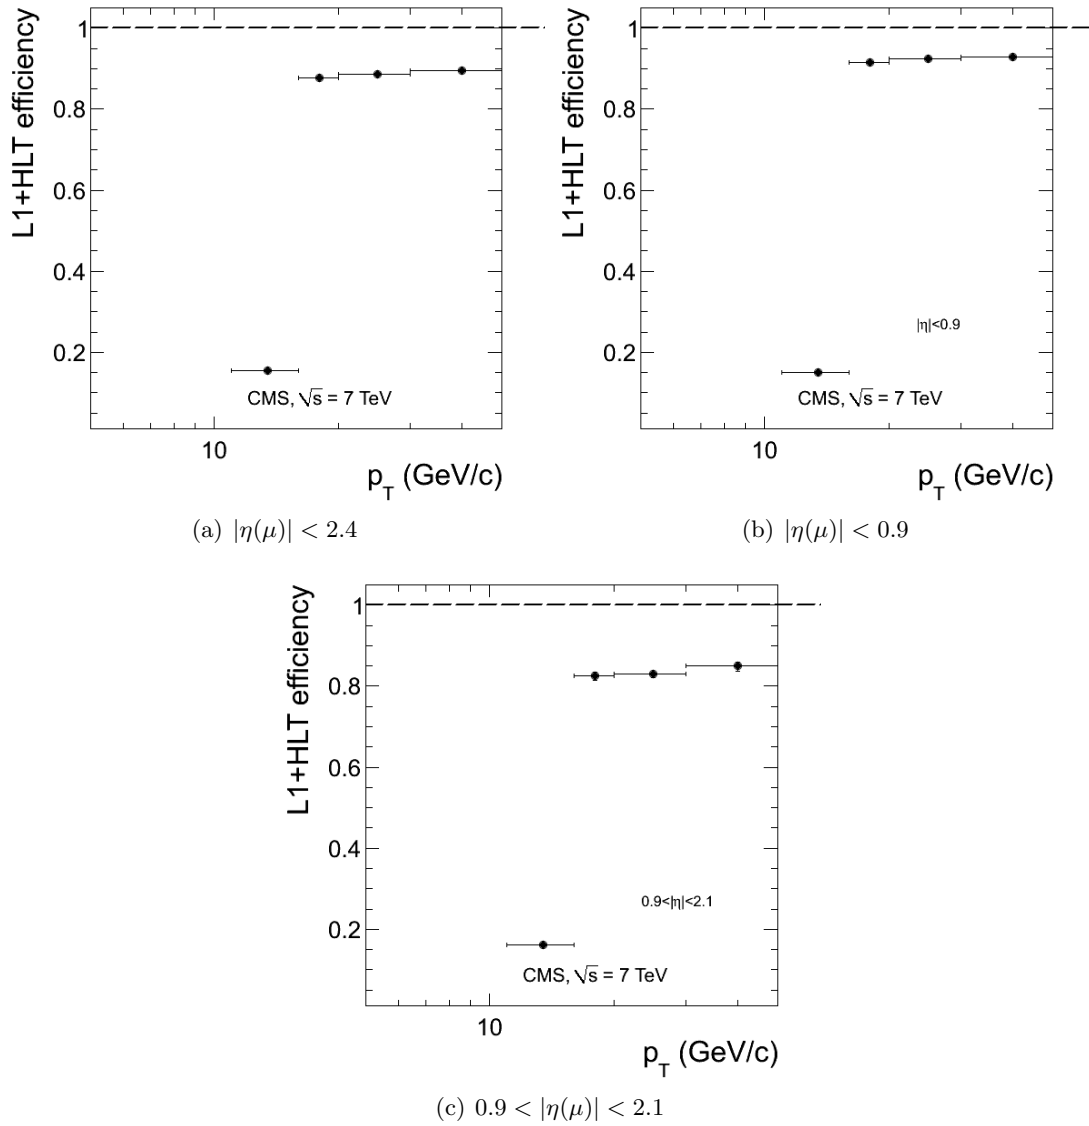 L1+HLT efficiency
1
0.8
0.6
0.4
0.2
CMS, √s = 7 TeV
10
p_T (GeV/c)
(a) |η(μ)| < 2.4
L1+HLT efficiency
1
0.8
0.6
0.4
0.2
|η|<0.9
CMS, √s = 7 TeV
10
p_T (GeV/c)
(b) |η(μ)| < 0.9
L1+HLT efficiency
1
0.8
0.6
0.4
0.2
0.9<|η|<2.1
CMS, √s = 7 TeV
10
p_T (GeV/c)
(c) 0.9 < |η(μ)| < 2.1